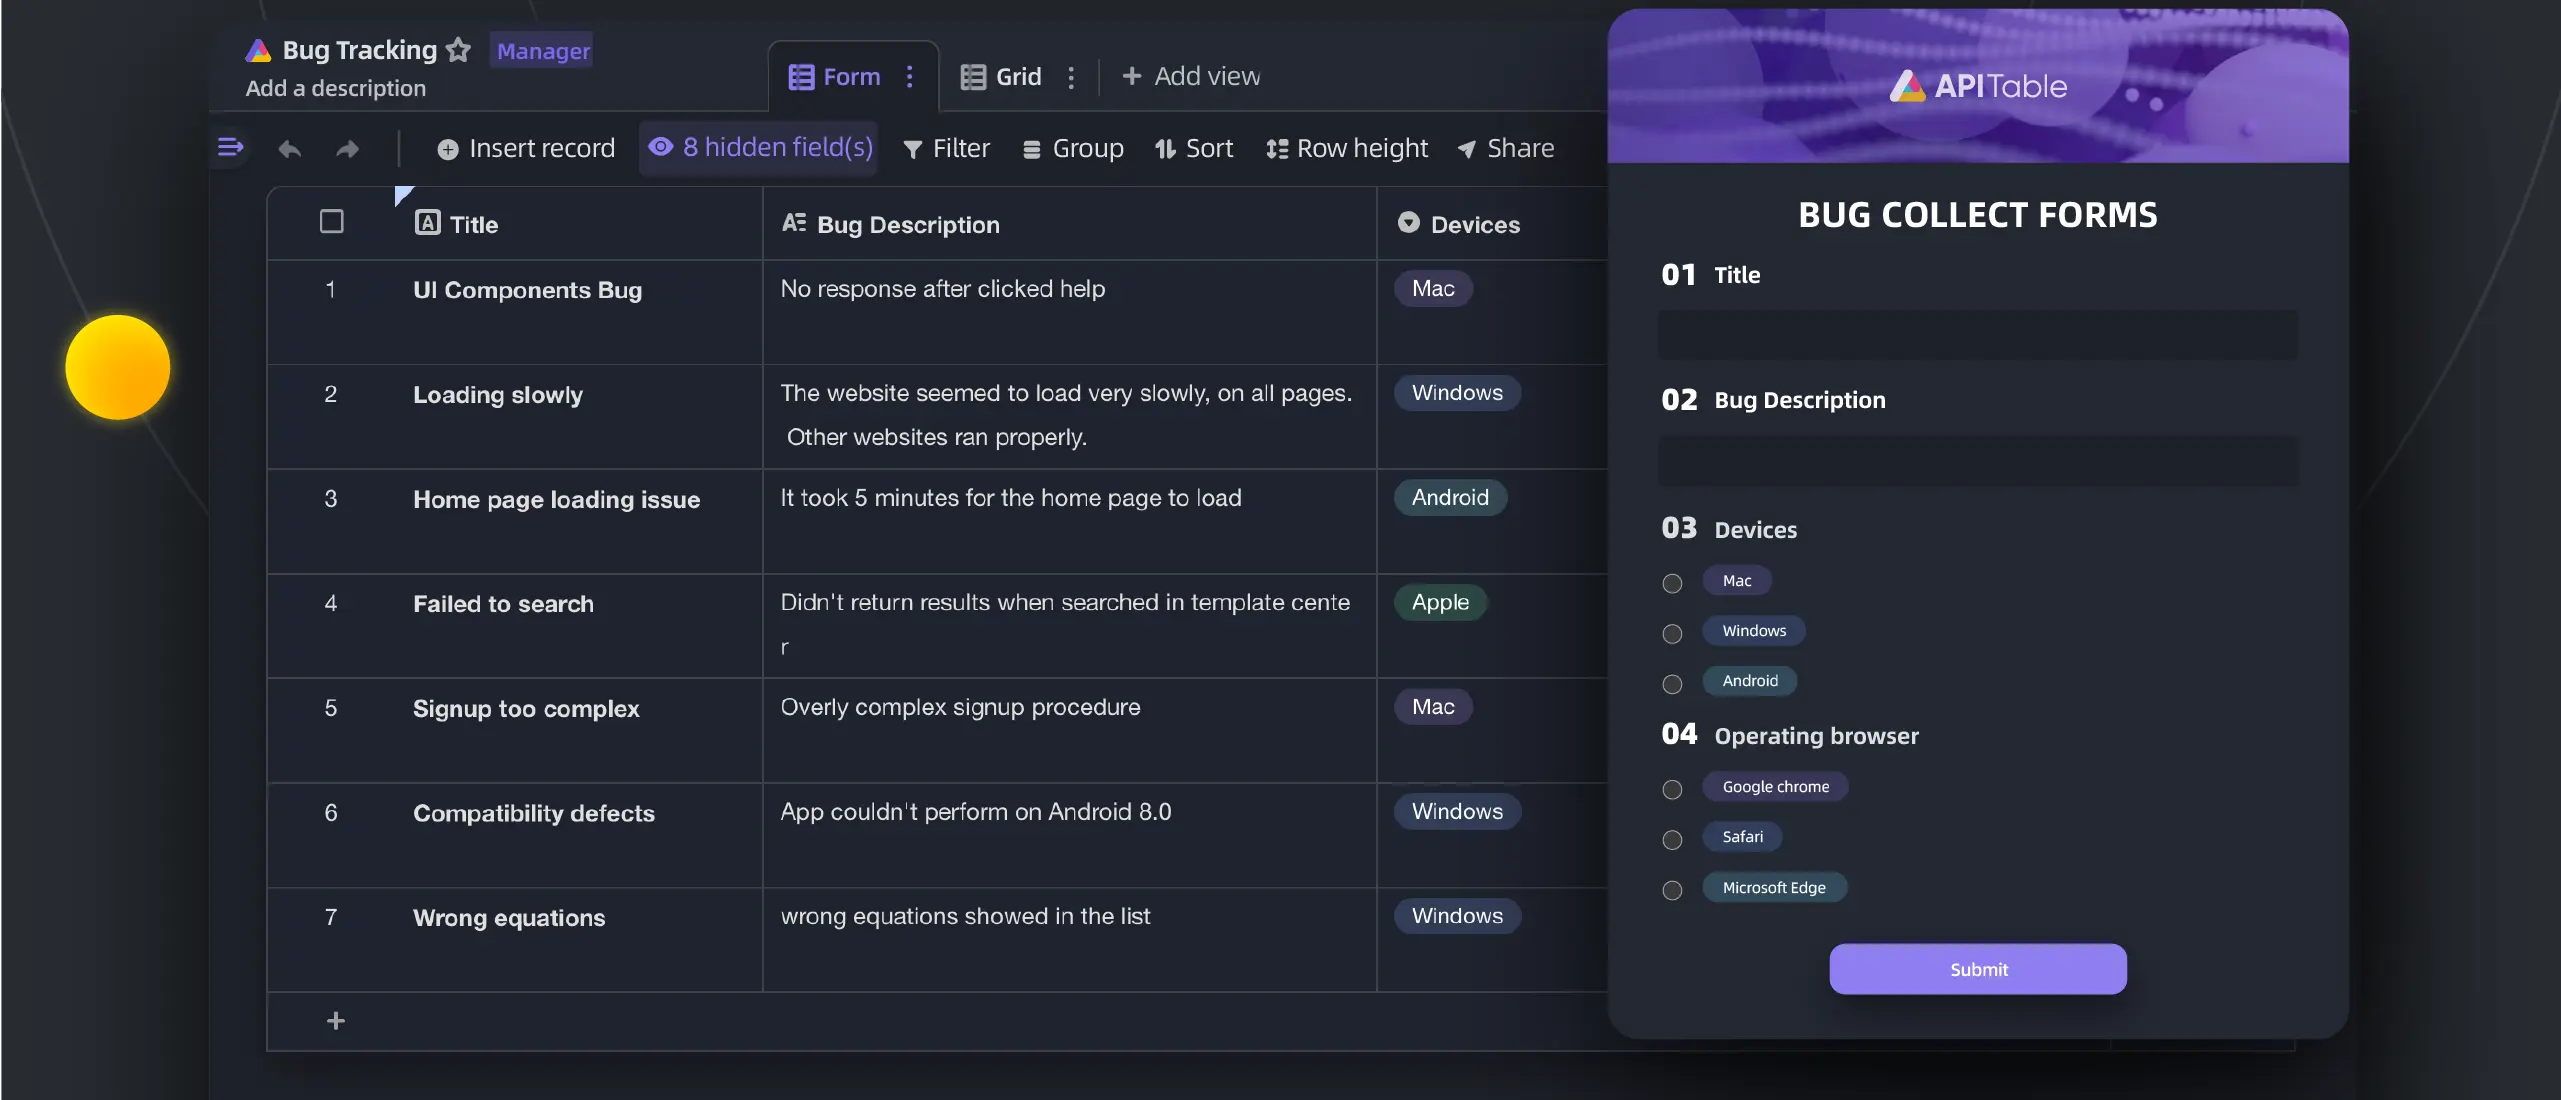 Bug Tracking
Manager
Add a description
Form
Grid
Add view
Insert record
8 hidden field(s)
Filter
Group
Sort
Row height
Share
Title
Bug Description
Devices
1
UI Components Bug
No response after clicked help
Mac
2
Loading slowly
The website seemed to load very slowly, on all pages.
Other websites ran properly.
Windows
3
Home page loading issue
It took 5 minutes for the home page to load
Android
4
Failed to search
Didn't return results when searched in template cente
r
Apple
5
Signup too complex
Overly complex signup procedure
Mac
6
Compatibility defects
App couldn't perform on Android 8.0
Windows
7
Wrong equations
wrong equations showed in the list
Windows
APITable
BUG COLLECT FORMS
01 Title
02 Bug Description
03 Devices
Mac
Windows
Android
04 Operating browser
Google chrome
Safari
Microsoft Edge
Submit